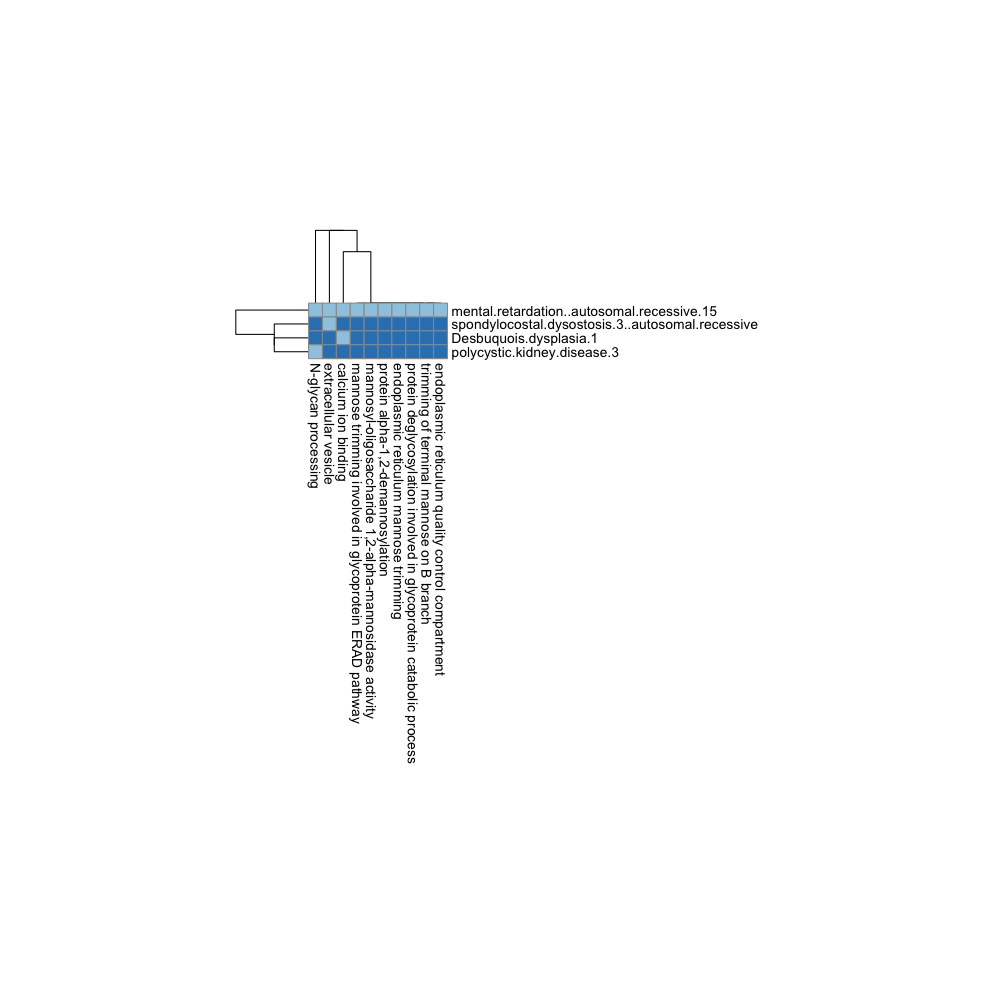 mental.retardation..autosomal.recessive.15
spondylocostal.dysostosis.3..autosomal.recessive
Desbuquois.dysplasia.1
polycystic.kidney.disease.3
N-glycan processing
extracellular vesicle
calcium ion binding
mannose trimming involved in glycoprotein ERAD pathway
mannosyl-oligosaccharide 1,2-alpha-mannosidase activity
protein alpha-1,2-demannosylation
endoplasmic reticulum mannose trimming
protein deglycosylation involved in glycoprotein catabolic process
trimming of terminal mannose on B branch
endoplasmic reticulum quality control compartment